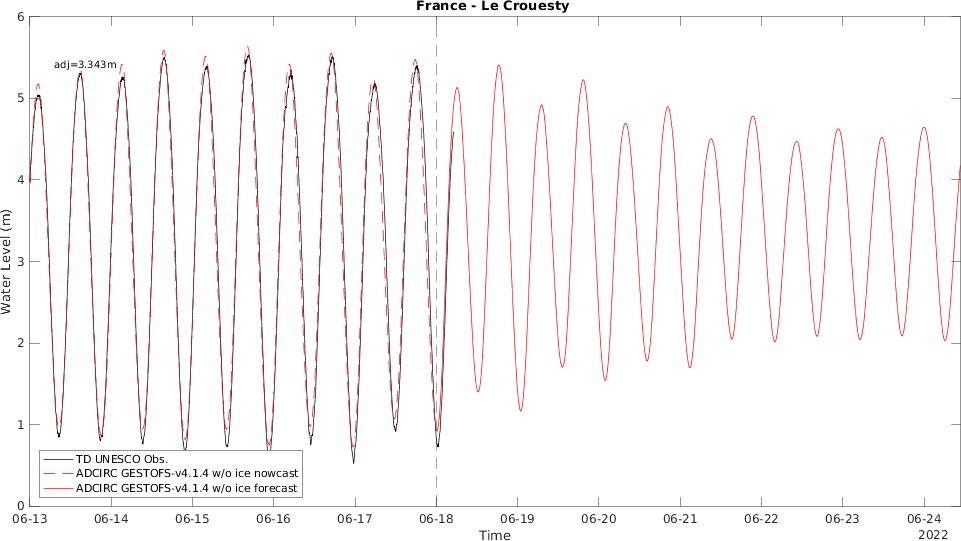 France - Le Crouesty
adj=3.343m
Water Level (m)
6
5
4
3
2
1
0
TD UNESCO Obs.
ADCIRC GESTOFS-v4.1.4 w/o ice nowcast
ADCIRC GESTOFS-v4.1.4 w/o ice forecast
06-13 06-14 06-15 06-16 06-17 06-18 06-19 06-20 06-21 06-22 06-23 06-24
Time
2022